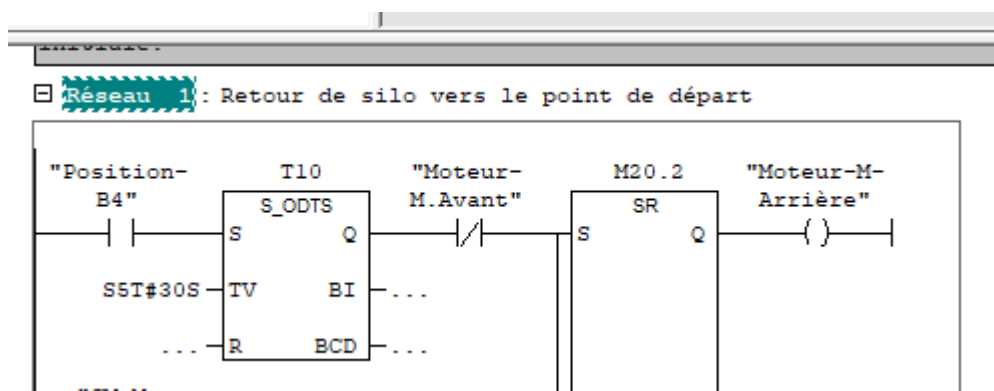 Réseau 1: Retour de silo vers le point de départ
"Position-B4"
T10
"Moteur-M.Avant"
M20.2
"Moteur-M-Arrière"
S_ODTS
SR
S Q
S Q
S5T#30S TV BI ...
... R BCD ...